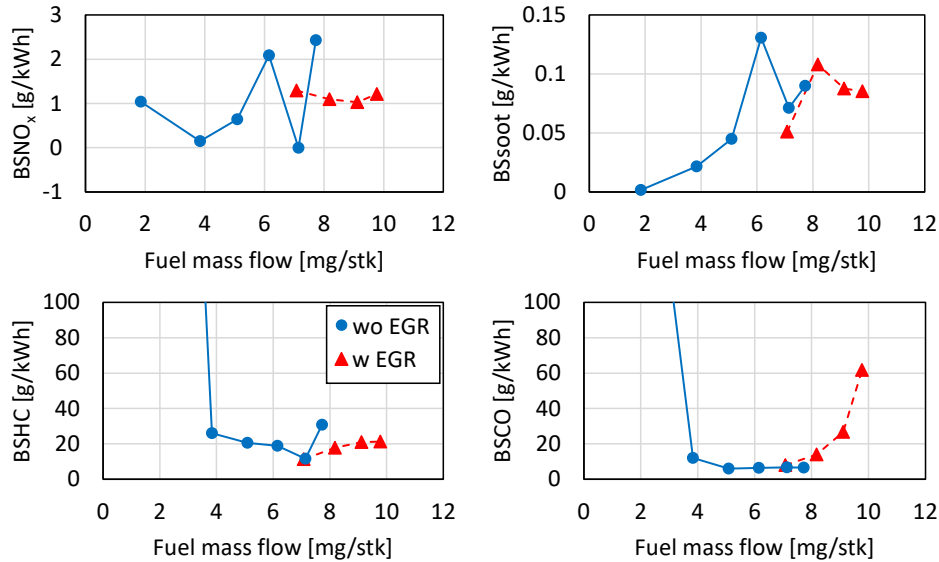 BSNOₓ [g/kWh]
3
2
1
0
-1
0 2 4 6 8 10 12
Fuel mass flow [mg/stk]
BSsoot [g/kWh]
0.15
0.1
0.05
0
0 2 4 6 8 10 12
Fuel mass flow [mg/stk]
BSHC [g/kWh]
100
80
60
40
20
0
wo EGR
w EGR
0 2 4 6 8 10 12
Fuel mass flow [mg/stk]
BSCO [g/kWh]
100
80
60
40
20
0
0 2 4 6 8 10 12
Fuel mass flow [mg/stk]